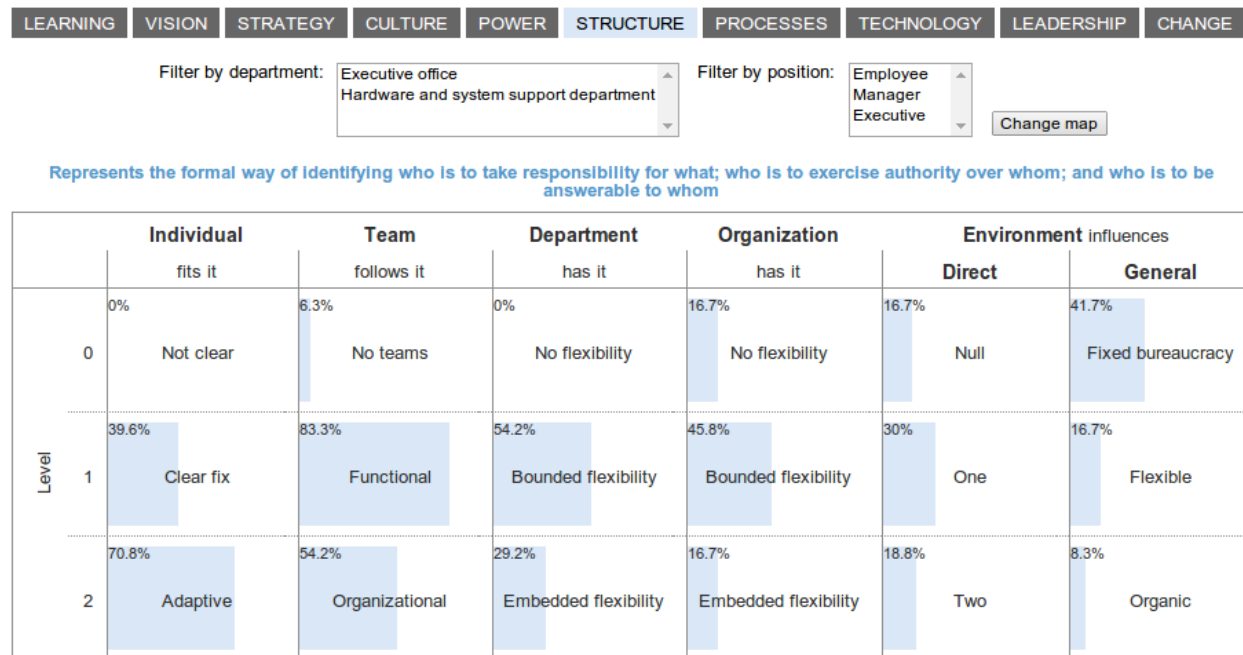 LEARNING VISION STRATEGY CULTURE POWER STRUCTURE PROCESSES TECHNOLOGY LEADERSHIP CHANGE
Filter by department: Executive office Filter by position: Employee
Hardware and system support department Manager
Executive Change map
Represents the formal way of identifying who is to take responsibility for what; who is to exercise authority over whom; and who is to be
answerable to whom
Individual Team Department Organization Environment influences
fits it follows it has it has it Direct General
0% 6.3% 0% 16.7% 16.7% 41.7%
0 Not clear No teams No flexibility No flexibility Null Fixed bureaucracy
39.6% 83.3% 54.2% 45.8% 30% 16.7%
Level 1 Clear fix Functional Bounded flexibility Bounded flexibility One Flexible
70.8% 54.2% 29.2% 16.7% 18.8% 8.3%
2 Adaptive Organizational Embedded flexibility Embedded flexibility Two Organic